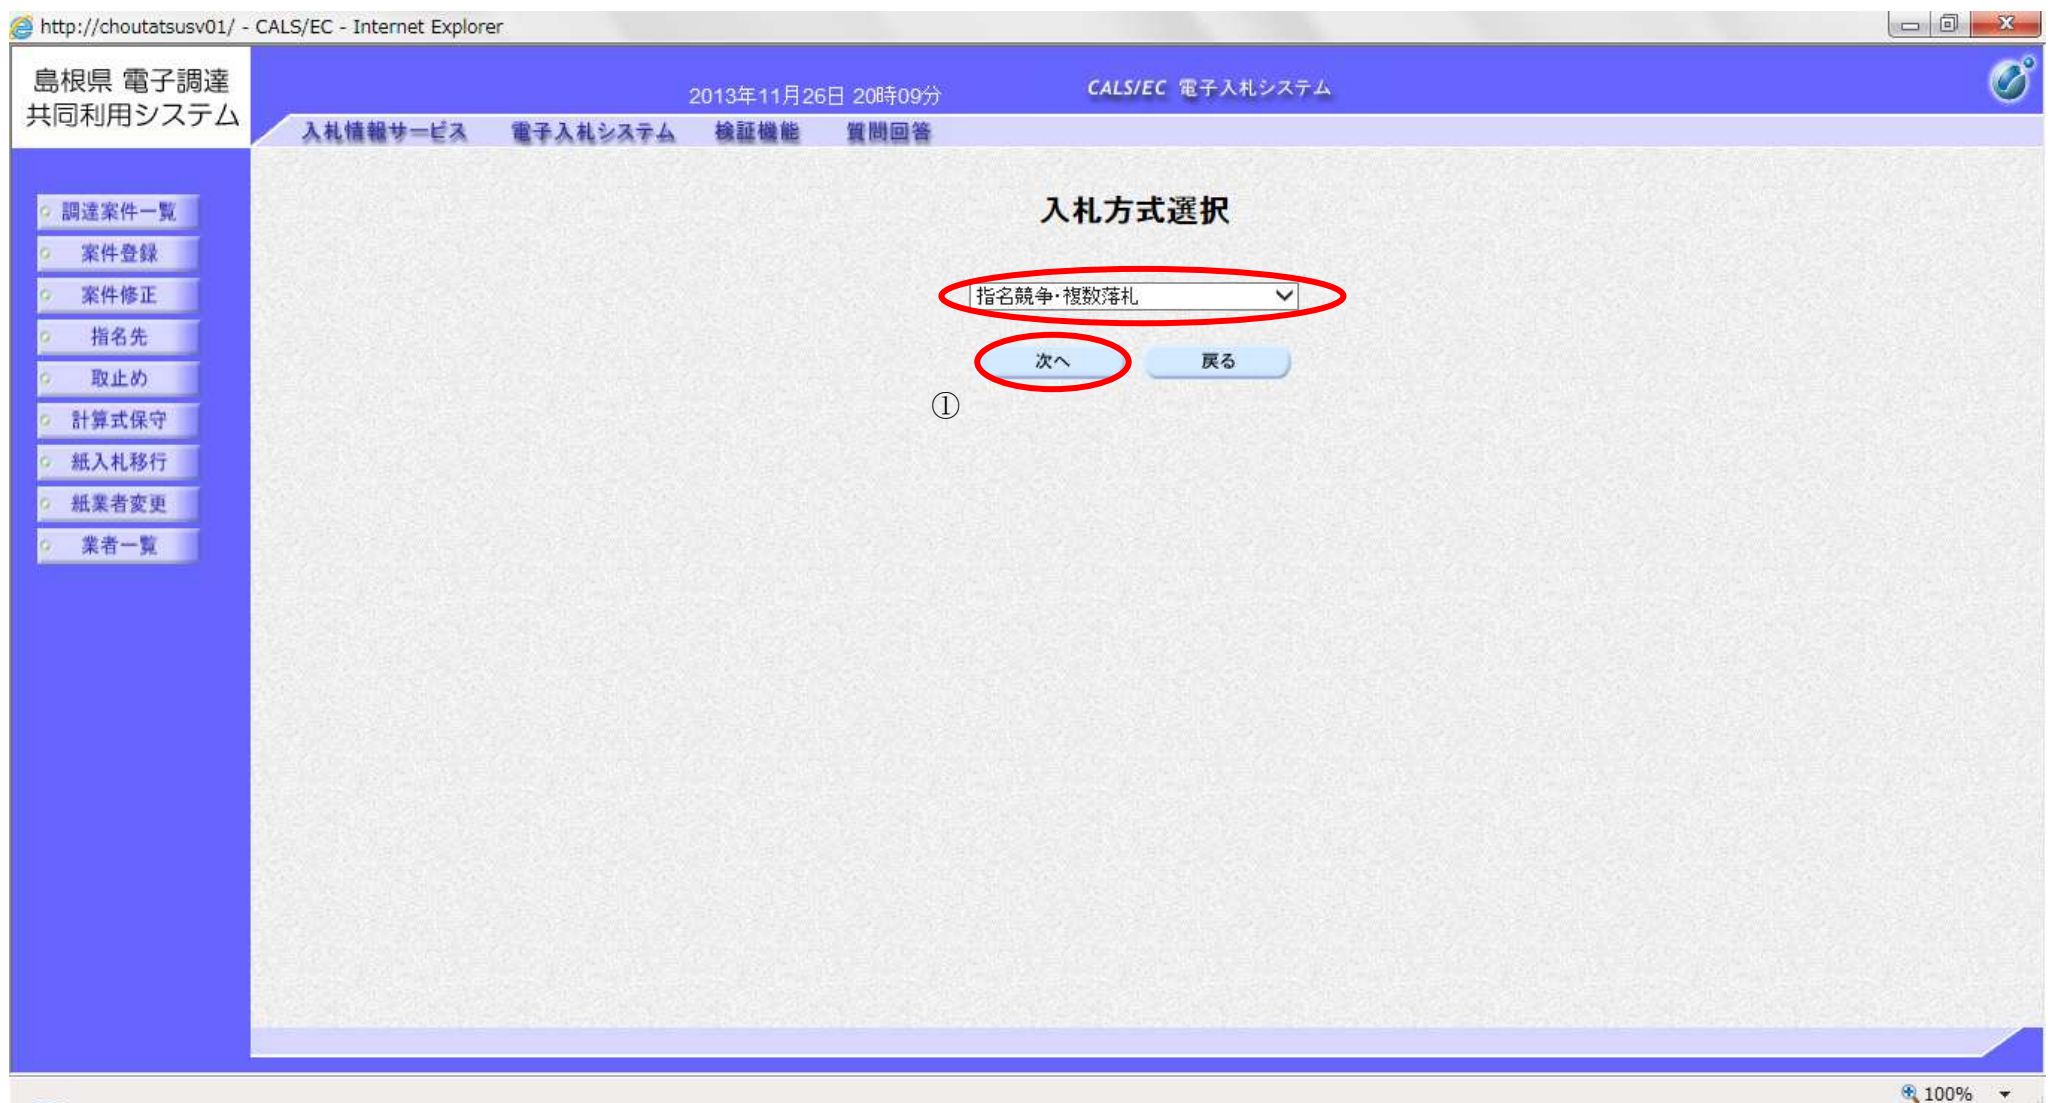 http://choutatsusv01/ - CALS/EC - Internet Explorer
島根県 電子調達
共同利用システム
2013年11月26日 20時09分
CALS/EC 電子入札システム
入札情報サービス 電子入札システム 検証機能 質問回答
調達案件一覧
案件登録
案件修正
指名先
取止め
計算式保守
紙入札移行
紙業者変更
業者一覧
入札方式選択
指名競争・複数落札
次へ 戻る
①
100%